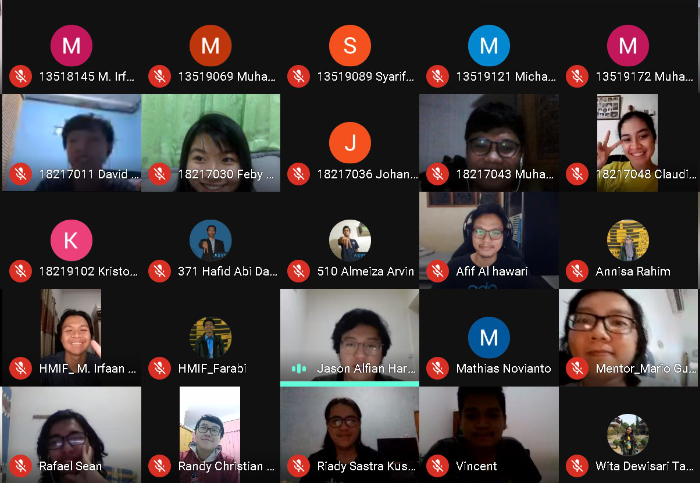 M
M
S
M
M
13518145 M. Irf...
13519069 Muha...
13519089 Syarif...
13519121 Micha...
13519172 Muha...
J
18217011 David ...
18217030 Feby ...
18217036 Johan...
18217043 Muha...
18217048 Claudi...
K
18219102 Kristo...
371 Hafid Abi Da...
510 Almeiza Arvin
Afif Al hawari
Annisa Rahim
M
HMIF_ M. Irfaan ...
HMIF_Farabi
Jason Alfian Har...
Mathias Novianto
Mentor_Mario Gu...
Rafael Sean
Randy Christian ...
Riady Sastra Kus...
Vincent
Wita Dewisari Ta...